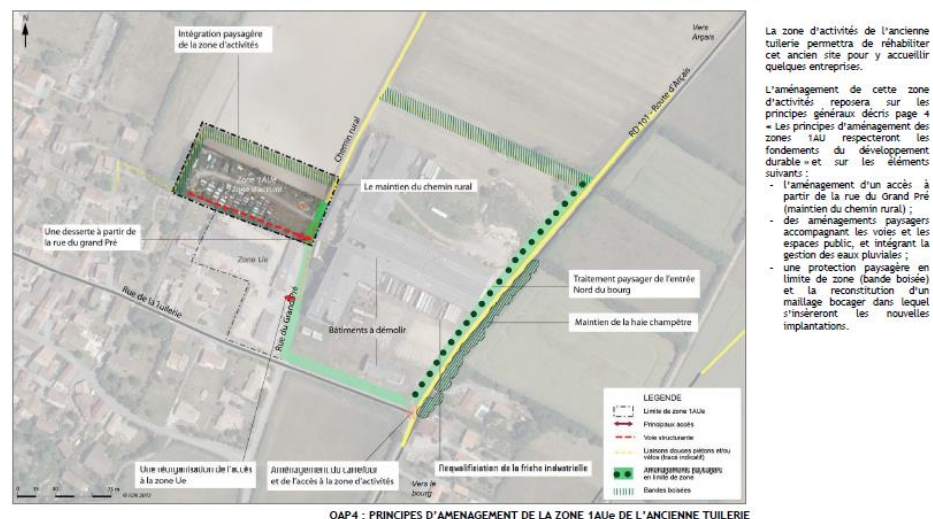 N
Intégration paysagère
de la zone d'activités
Vers
Arçais
RD 101 - Route d'Arçais
Chemin rural
Zone 1AUe
Zone d'activité
Le maintien du chemin rural
Une desserte à partir de
la rue du grand Pré
Zone Ue
Rue de la Tuilerie
Rue du Grand Pré
Bâtiments à démolir
Traitement paysager de l'entrée
Nord du bourg
Maintien de la haie champêtre
Une réorganisation de l'accès
à la zone Ue
Aménagement du carrefour
et de l'accès à la zone d'activités
Vers le
bourg
Requalification de la friche industrielle
LEGENDE
Limite de zone 1AUe
Principaux accès
Voie structurante
Liaisons douces piétons et/ou
vélos (tracé indicatif)
Aménagements paysagers
en limite de zone
Bandes boisées
75 m
© IGN 2012
La zone d'activités de l'ancienne
tuilerie permettra de réhabiliter
cet ancien site pour y accueillir
quelques entreprises.
L'aménagement de cette zone
d'activités reposera sur les
principes généraux décris page 4
« Les principes d'aménagement des
zones 1AU respecteront les
fondements du développement
durable » et sur les éléments
suivants :
- l'aménagement d'un accès à
partir de la rue du Grand Pré
(maintien du chemin rural) ;
- des aménagements paysagers
accompagnant les voies et les
espaces public, et intégrant la
gestion des eaux pluviales ;
- une protection paysagère en
limite de zone (bande boisée)
et la reconstitution d'un
maillage bocager dans lequel
s'insèreront les nouvelles
implantations.
OAP4 : PRINCIPES D'AMENAGEMENT DE LA ZONE 1AUe DE L'ANCIENNE TUILERIE